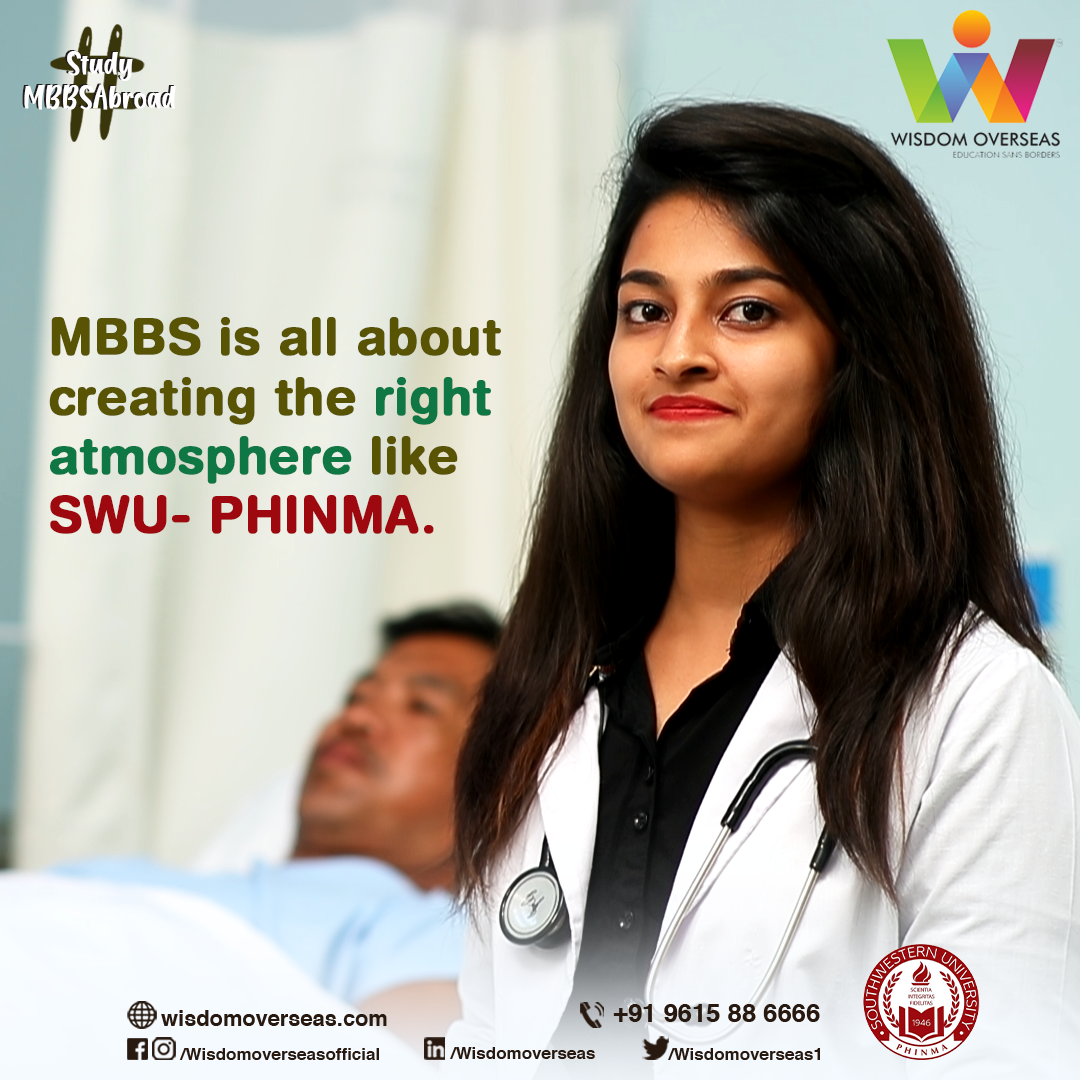 #
Study
MBBSAbroad
WISDOM OVERSEAS
EDUCATION SANS BORDERS
MBBS is all about
creating the right
atmosphere like
SWU- PHINMA.
wisdomoverseas.com
+91 9615 88 6666
/Wisdomoverseasofficial
/Wisdomoverseas
/Wisdomoverseas1
SOUTHWESTERN UNIVERSITY
SCIENTIA
INTEGRITAS
FIDELITAS
1946
PHINMA